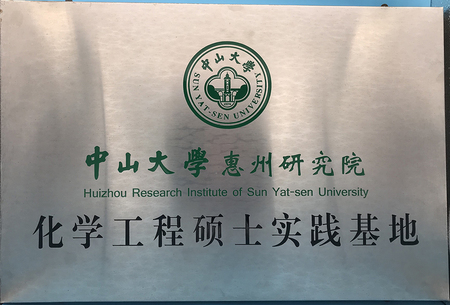 中山大學
SUN YAT-SEN UNIVERSITY
中山大學 惠州研究院
Huizhou Research Institute of Sun Yat-sen University
化学工程硕士实践基地